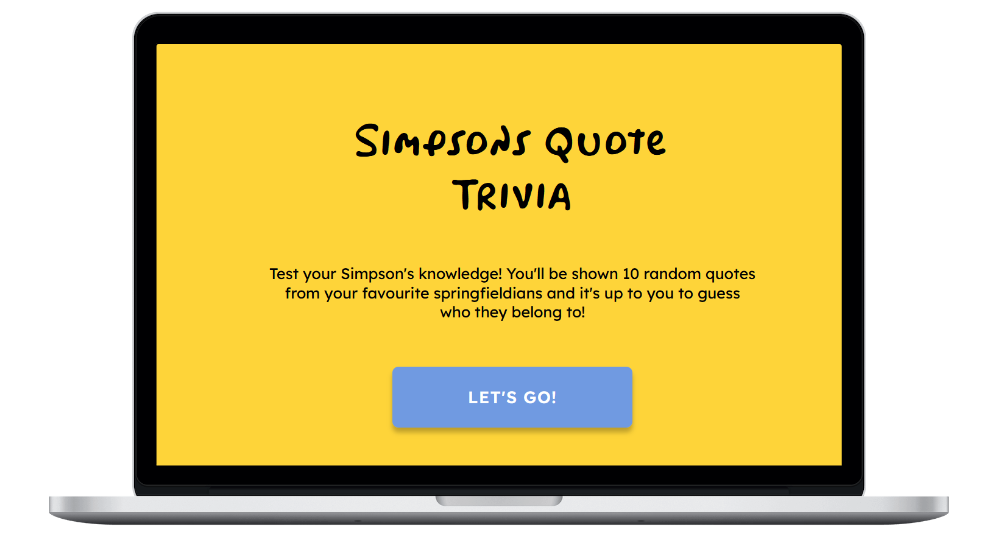 Simpsons Quote
Trivia
Test your Simpson's knowledge! You'll be shown 10 random quotes
from your favourite springfieldians and it's up to you to guess
who they belong to!
LET'S GO!